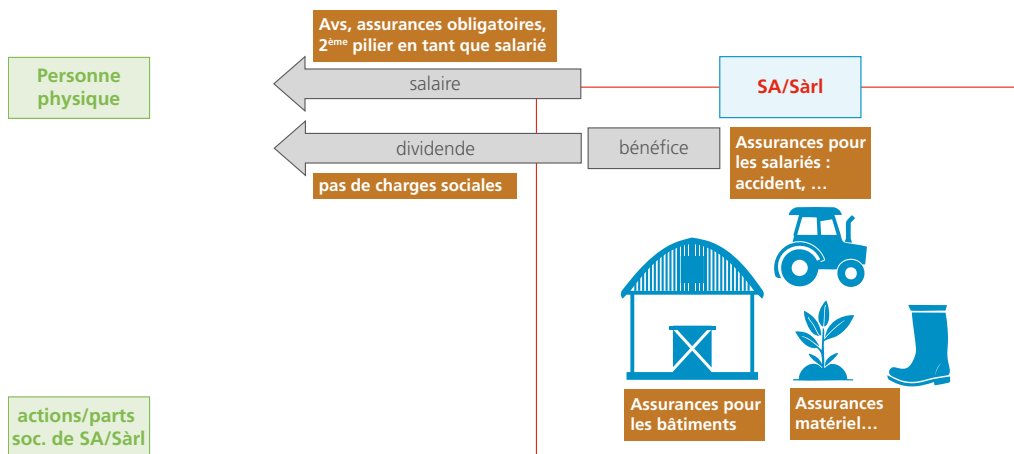 Avs, assurances obligatoires,
2ème pilier en tant que salarié
Personne
physique
salaire
SA/Sàrl
dividende
bénéfice
Assurances pour
les salariés :
accident, …
pas de charges sociales
actions/parts
soc. de SA/Sàrl
Assurances pour
les bâtiments
Assurances
matériel…